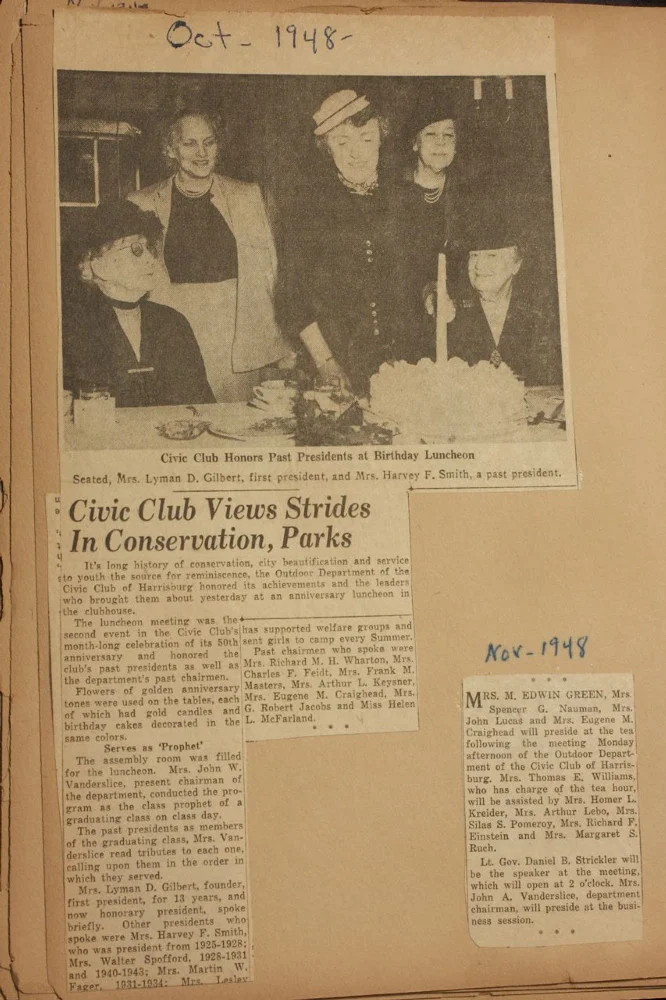 Oct - 1948-
Civic Club Honors Past Presidents at Birthday Luncheon
Seated, Mrs. Lyman D. Gilbert, first president, and Mrs. Harvey F. Smith, a past president.
Civic Club Views Strides
In Conservation, Parks
It's long history of conservation, city beautification and service
to youth the source for reminiscence, the Outdoor Department of the
Civic Club of Harrisburg honored its achievements and the leaders
who brought them about yesterday at an anniversary luncheon in
the clubhouse.
The luncheon meeting was the
second event in the Civic Club's
month-long celebration of its 50th
anniversary and honored the
club's past presidents as well as
the department's past chairmen.
Flowers of golden anniversary
tones were used on the tables, each
of which had gold candles and
birthday cakes decorated in the
same colors.
Serves as 'Prophet'
The assembly room was filled
for the luncheon. Mrs. John W.
Vanderslice, present chairman of
the department, conducted the pro-
gram as the class prophet of a
graduating class on class day.
The past presidents as members
of the graduating class, Mrs. Van-
derslice read tributes to each one,
calling upon them in the order in
which they served.
Mrs. Lyman D. Gilbert, founder,
first president, for 13 years, and
now honorary president, spoke
briefly. Other presidents who
spoke were Mrs. Harvey F. Smith,
who was president from 1925-1928;
Mrs. Walter Spofford, 1928-1931
and 1940-1943; Mrs. Martin W.
Fager, 1931-1934; Mrs. Lesley
has supported welfare groups and
sent girls to camp every Summer.
Past chairmen who spoke were
Mrs. Richard M. H. Wharton, Mrs.
Charles F. Feidt, Mrs. Frank M.
Masters, Mrs. Arthur L. Keysner,
Mrs. Eugene M. Craighead, Mrs.
G. Robert Jacobs and Miss Helen
L. McFarland.
Nov-1948
MRS. M. EDWIN GREEN, Mrs.
Spencer G. Nauman, Mrs.
John Lucas and Mrs. Eugene M.
Craighead will preside at the tea
following the meeting Monday
afternoon of the Outdoor Depart-
ment of the Civic Club of Harris-
burg. Mrs. Thomas E. Williams,
who has charge of the tea hour,
will be assisted by Mrs. Homer L.
Kreider, Mrs. Arthur Lebo, Mrs.
Silas S. Pomeroy, Mrs. Richard F.
Einstein and Mrs. Margaret S.
Ruch.
Lt. Gov. Daniel B. Strickler will
be the speaker at the meeting,
which will open at 2 o'clock. Mrs.
John A. Vanderslice, department
chairman, will preside at the busi-
ness session.